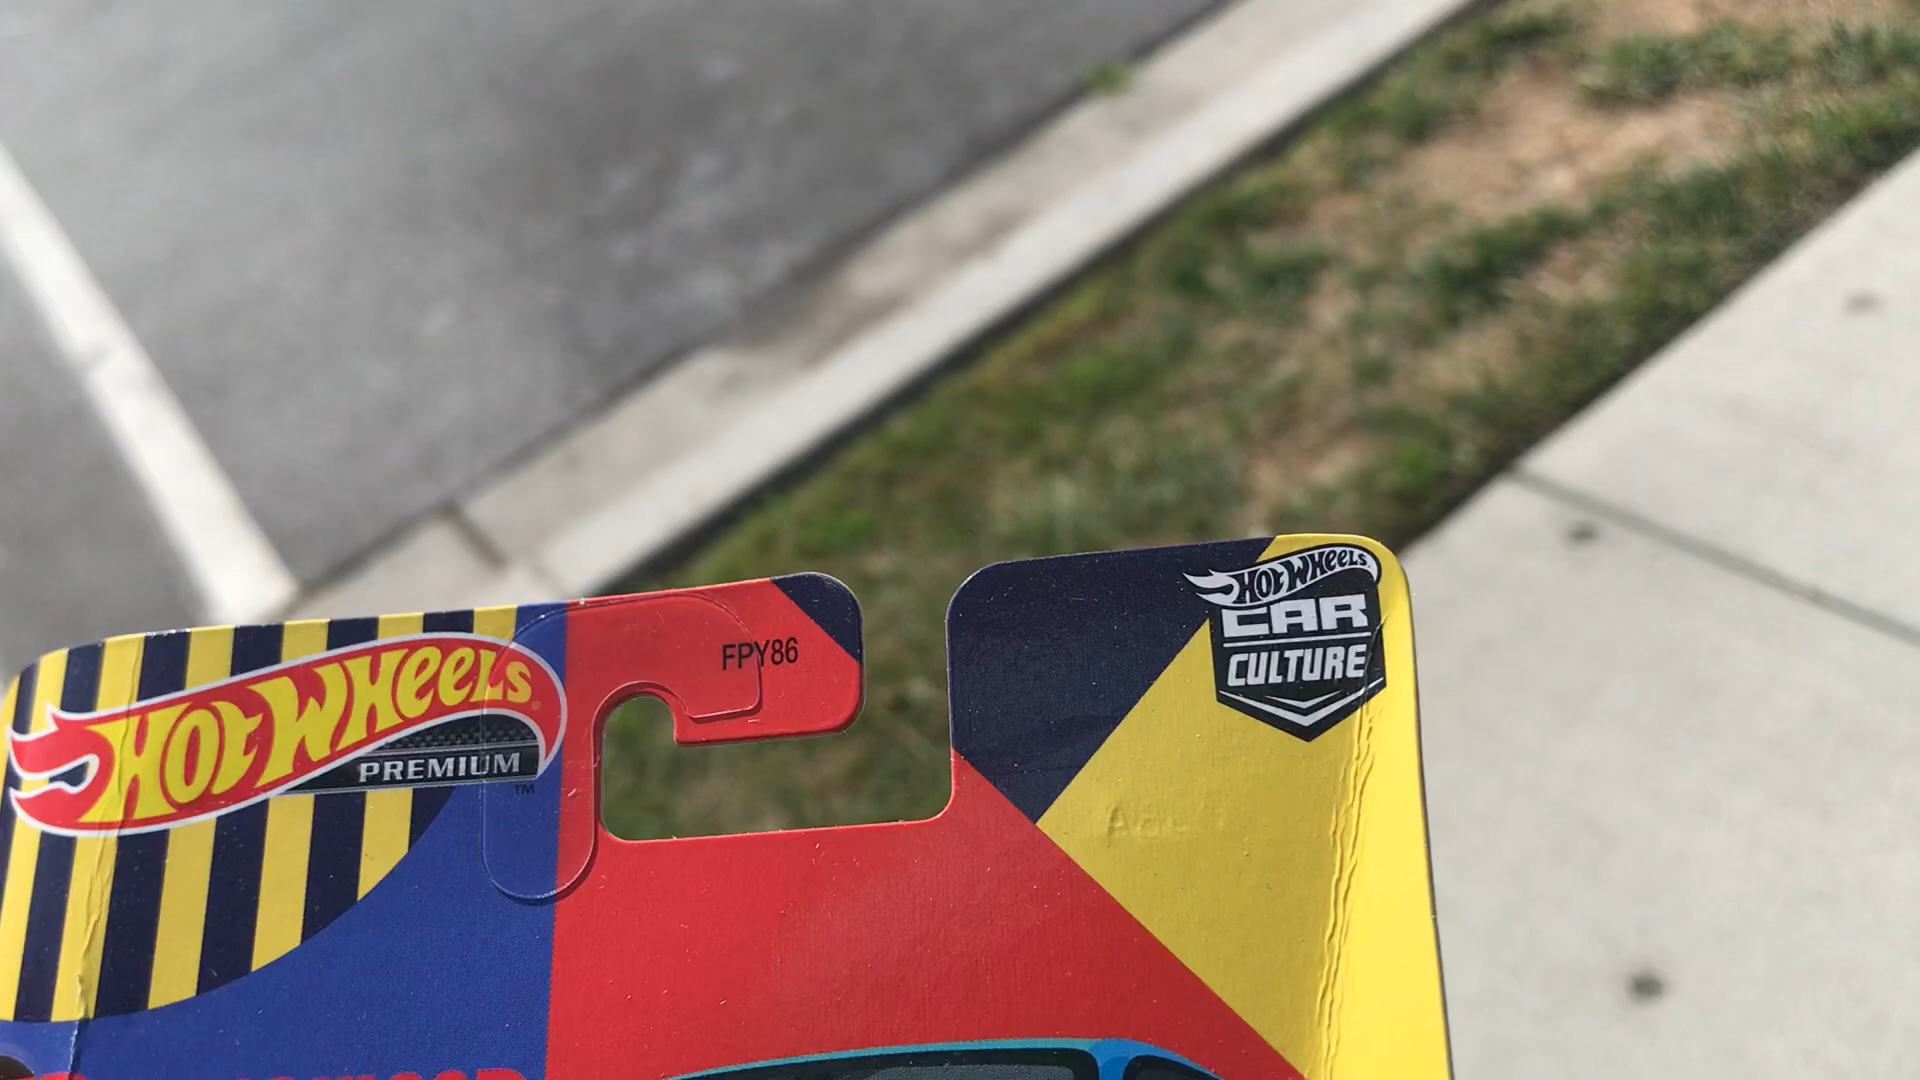 HOT WHEELS®
PREMIUM
™
FPY86
HOT WHEELS
CAR
CULTURE